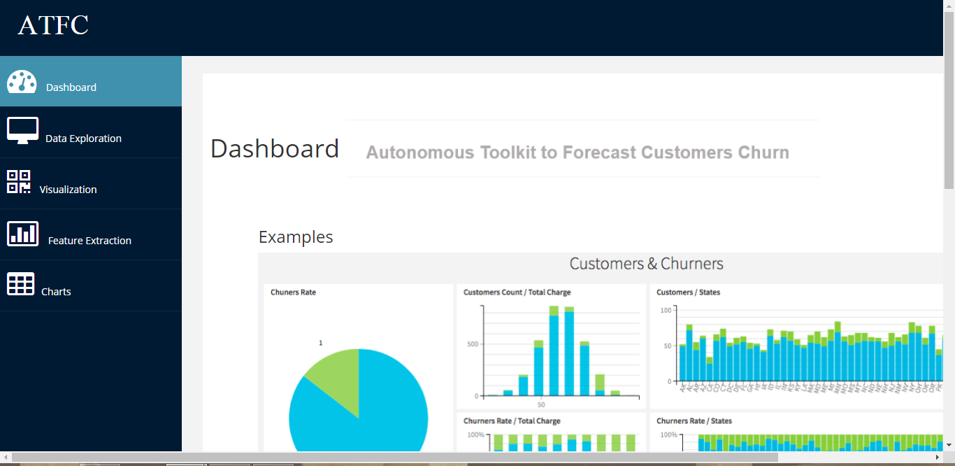 ATFC
Dashboard
Data Exploration
Visualization
Feature Extraction
Charts
Dashboard
Autonomous Toolkit to Forecast Customers Churn
Examples
Customers & Churners
Chuners Rate
1
Customers Count / Total Charge
500
0
50
Customers / States
100
50
0
Churners Rate / Total Charge
100%
Churners Rate / States
100%